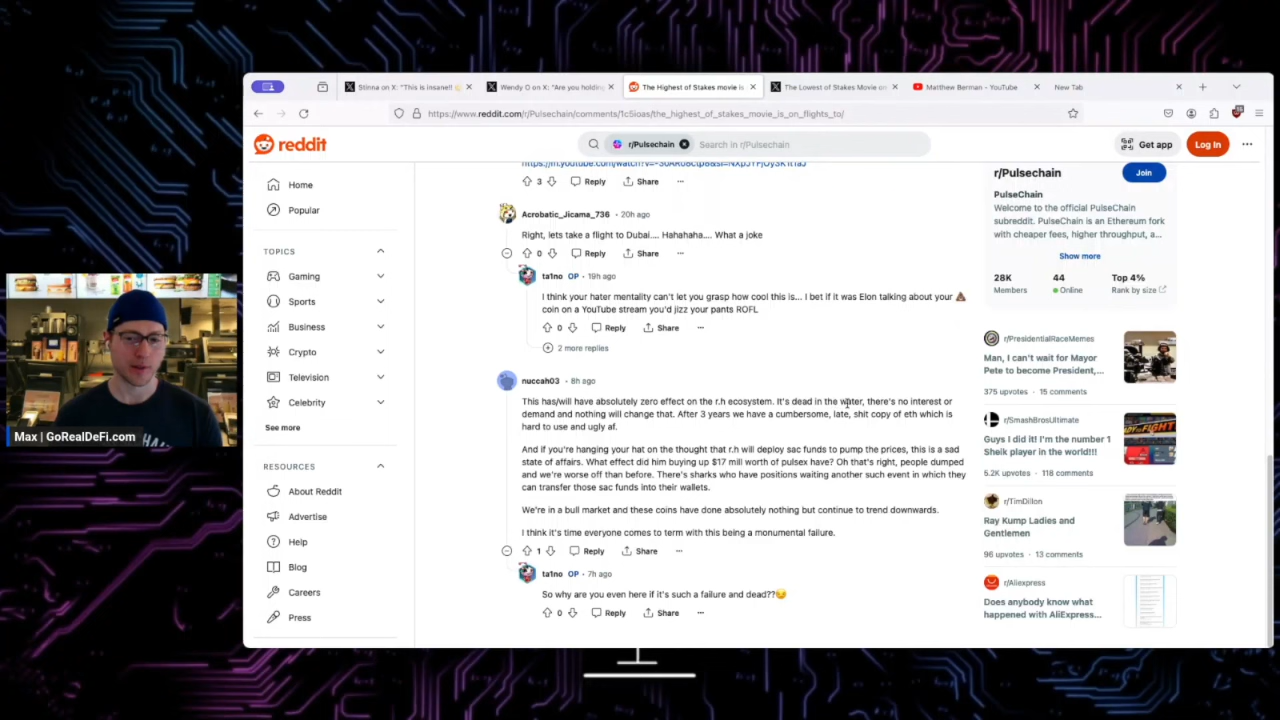 Stinna on X: "This is insane!!
Wendy O on X: "Are you holding
The Highest of Stakes movie is
The Lowest of Stakes Movie on
Matthew Berman - YouTube
New Tab
https://www.reddit.com/r/Pulsechain/comments/1c5ioas/the_highest_of_stakes_movie_is_on_flights_to/
reddit
r/Pulsechain
Search in r/Pulsechain
Get app
Log In
3 Reply Share
Acrobatic_Jicama_736 • 20h ago
Right, lets take a flight to Dubai.... Hahahaha.... What a joke
0 Reply Share
ta1no OP • 19h ago
I think your hater mentality can't let you grasp how cool this is... I bet if it was Elon talking about your 💩
coin on a YouTube stream you'd jizz your pants ROFL
0 Reply Share
2 more replies
nuccah03 • 8h ago
This has/will have absolutely zero effect on the r.h ecosystem. It's dead in the water, there's no interest or
demand and nothing will change that. After 3 years we have a cumbersome, late, shit copy of eth which is
hard to use and ugly af.
And if you're hanging your hat on the thought that r.h will deploy sac funds to pump the prices, this is a sad
state of affairs. What effect did him buying up $17 mill worth of pulsex have? Oh that's right, people dumped
and we're worse off than before. There's sharks who have positions waiting another such event in which they
can transfer those sac funds into their wallets.
We're in a bull market and these coins have done absolutely nothing but continue to trend downwards.
I think it's time everyone comes to term with this being a monumental failure.
1 Reply Share
ta1no OP • 7h ago
So why are you even here if it's such a failure and dead??😏
0 Reply Share
Home
Popular
TOPICS
Gaming
Sports
Business
Crypto
Television
Celebrity
See more
RESOURCES
About Reddit
Advertise
Help
Blog
Careers
Press
r/Pulsechain
Join
PulseChain
Welcome to the official PulseChain
subreddit. PulseChain is an Ethereum fork
with cheaper fees, higher throughput, a...
Show more
28K 44 Top 4%
Members Online Rank by size
r/PresidentialRaceMemes
Man, I can't wait for Mayor
Pete to become President,...
375 upvotes · 15 comments
r/SmashBrosUltimate
Guys I did it! I'm the number 1
Sheik player in the world!!!
5.2K upvotes · 118 comments
r/TimDillon
Ray Kump Ladies and
Gentlemen
96 upvotes · 13 comments
r/Aliexpress
Does anybody know what
happened with AliExpress...
Max | GoRealDeFi.com